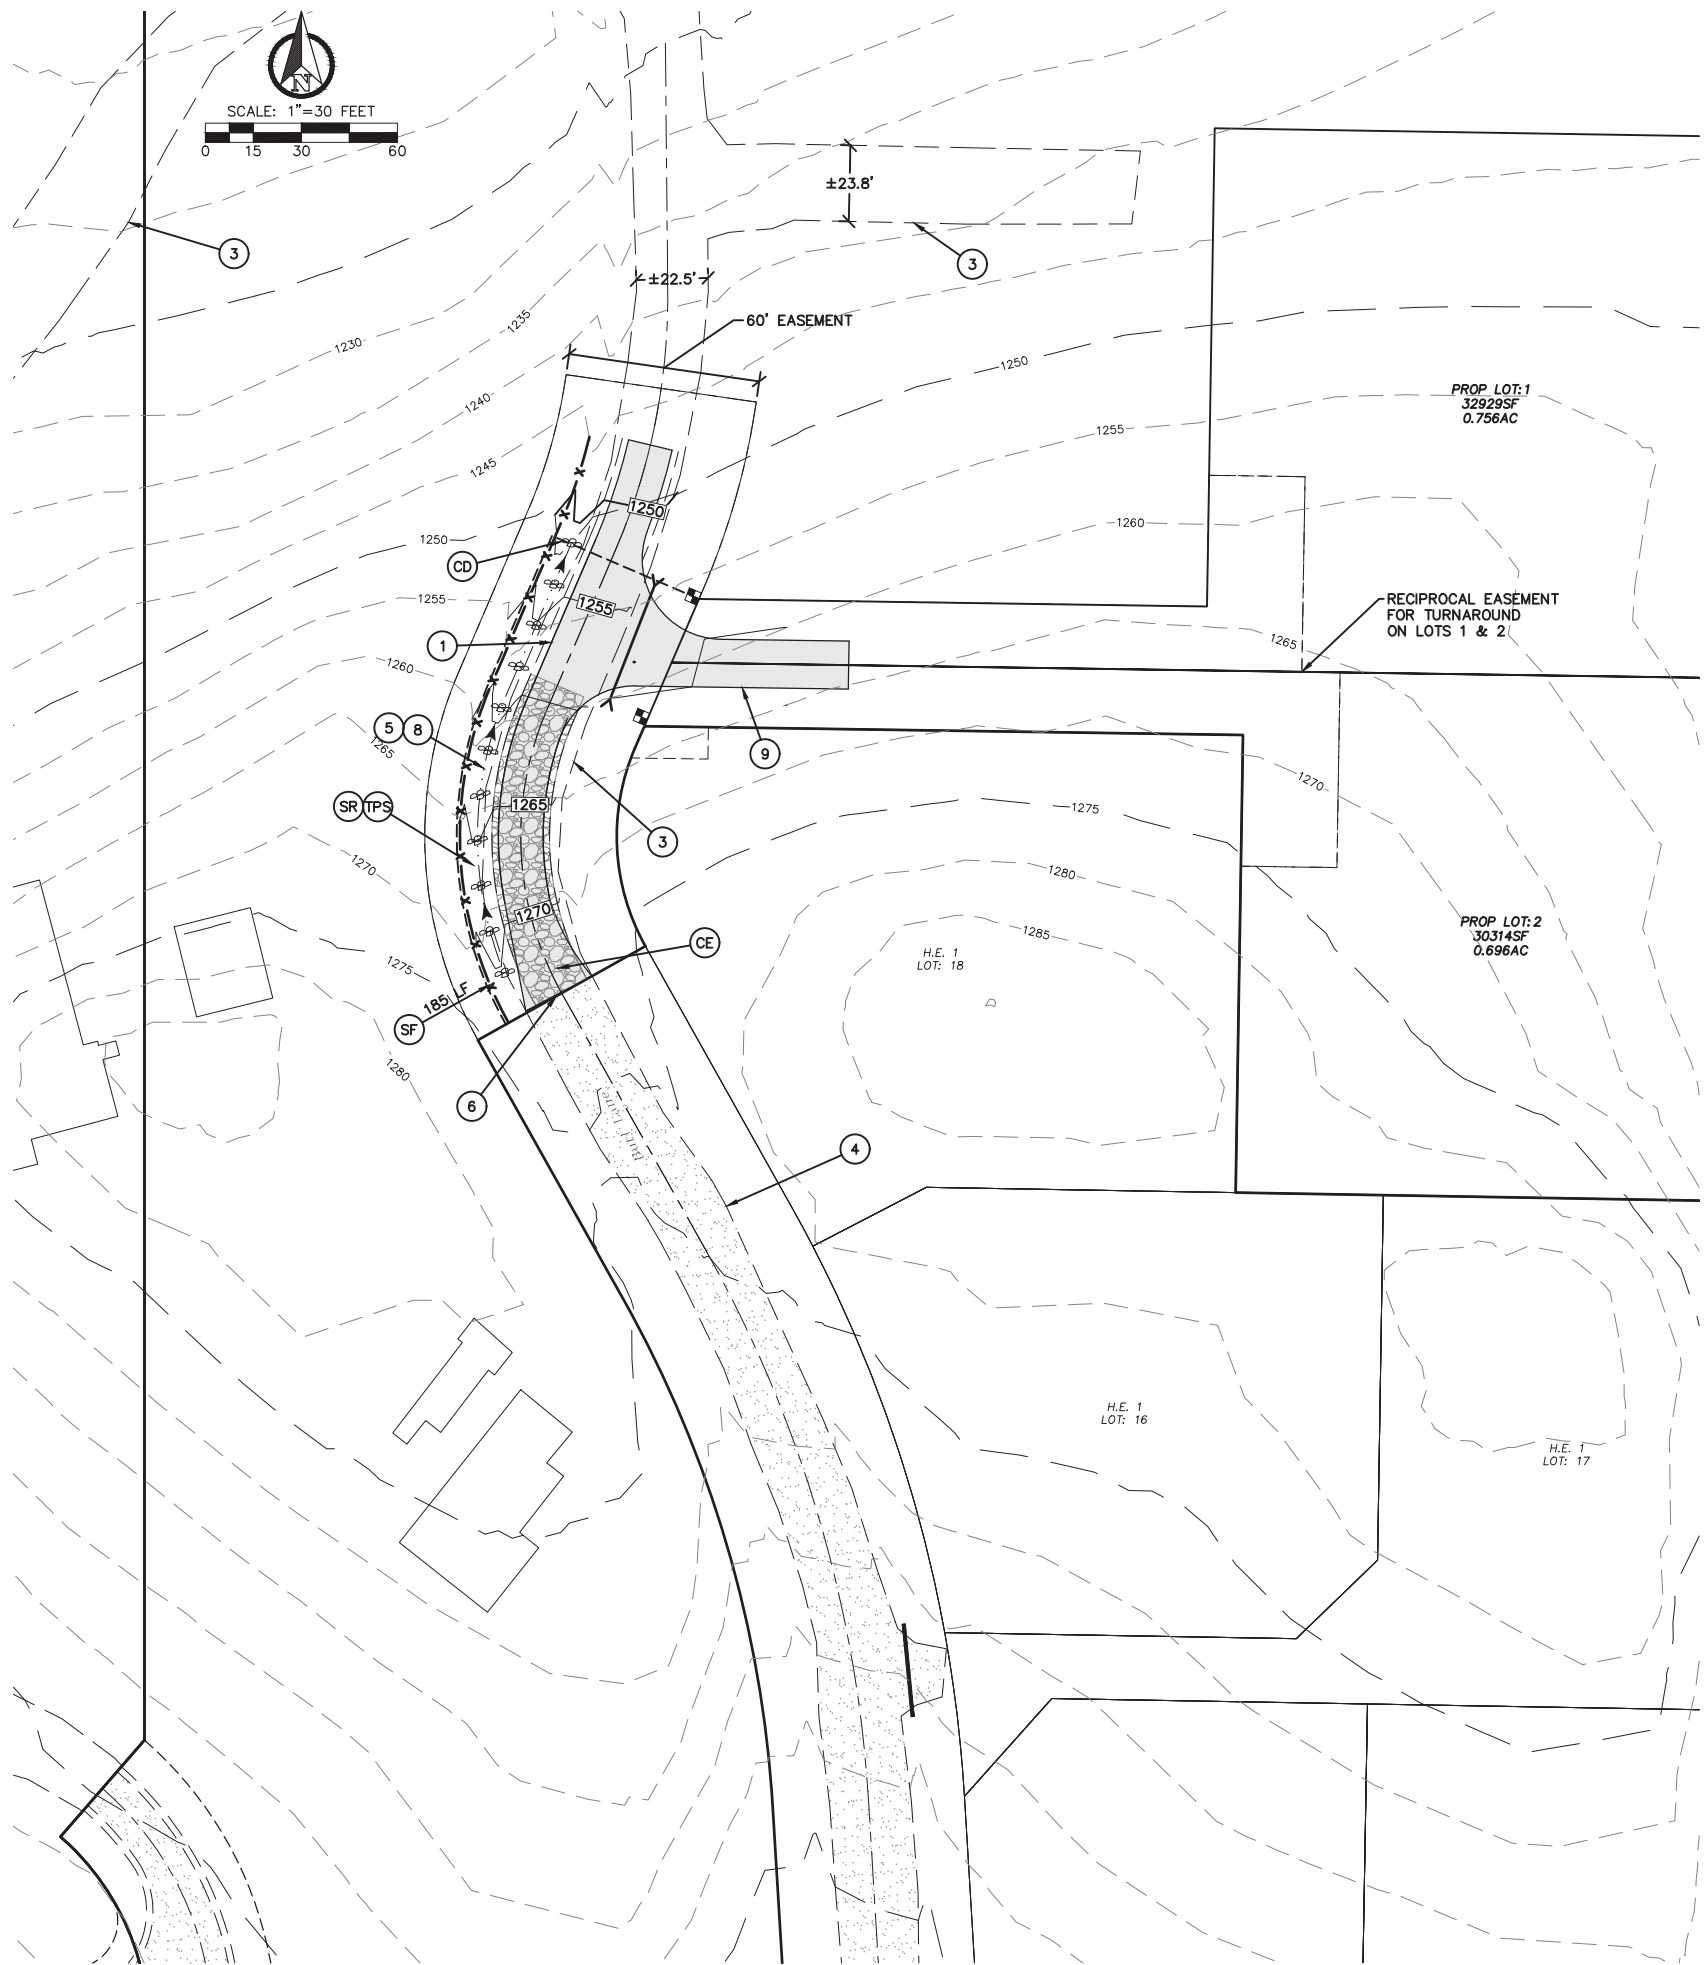 N
SCALE: 1"=30 FEET
0 15 30 60
±23.8'
3
3
±22.5'
60' EASEMENT
1235
1230
1250
1240
PROP LOT:1
32929SF
0.756AC
1255
1245
1250
1260
1250
CD
1255
1255
RECIPROCAL EASEMENT
FOR TURNAROUND
ON LOTS 1 & 2
1
1265
1260
5 8
1265
9
1270
SR TPS
1265
1275
3
1270
1280
1270
PROP LOT:2
30314SF
0.696AC
1285
CE
H.E. 1
LOT: 18
1275
185 LF
SF
1280
6
Butt Lane
4
H.E. 1
LOT: 16
H.E. 1
LOT: 17